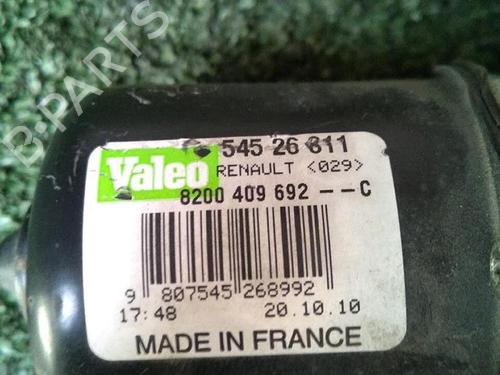 B-PARTS
545 26 811
Valeo RENAULT <029>
8200 409 692 -- C
9 807545 268992
17:48 20.10.10
MADE IN FRANCE